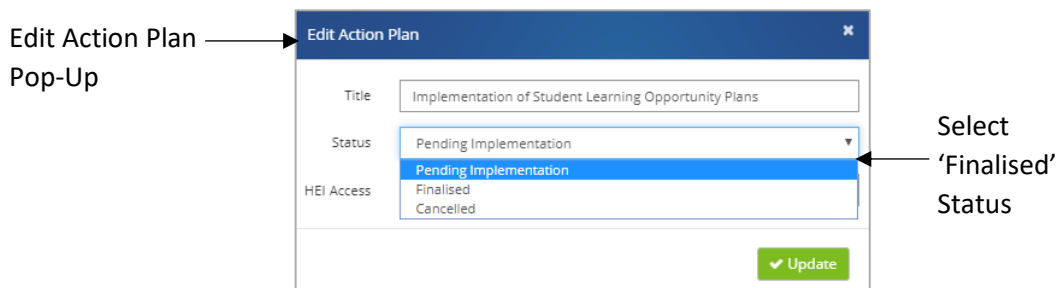 Edit Action Plan
Pop-Up
Edit Action Plan ×
Title Implementation of Student Learning Opportunity Plans
Status Pending Implementation
Pending Implementation
HEI Access Finalised
Cancelled
✔ Update
Select
‘Finalised’
Status